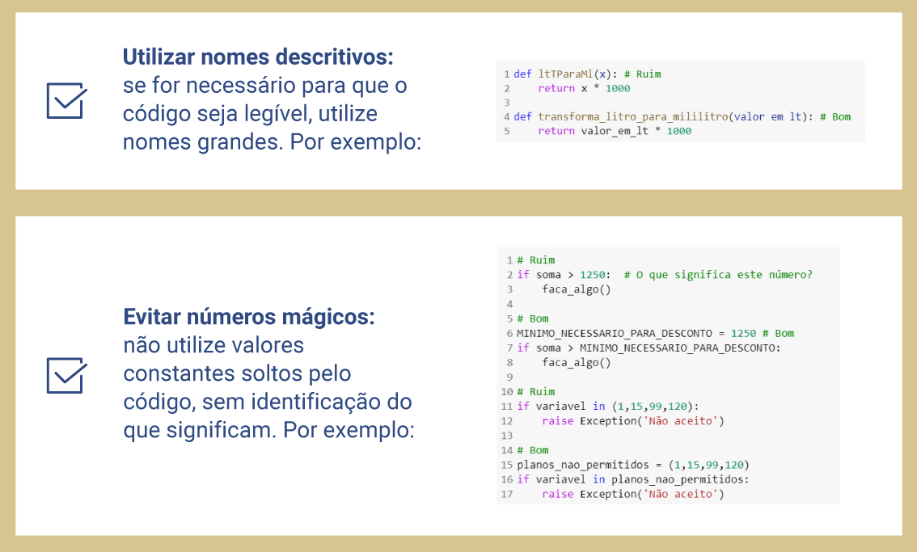 Utilizar nomes descritivos:
se for necessário para que o
código seja legível, utilize
nomes grandes. Por exemplo:
1 def ltTParaMl(x): # Ruim
2     return x * 1000
3
4 def transforma_litro_para_mililitro(valor em lt): # Bom
5     return valor_em_lt * 1000
Evitar números mágicos:
não utilize valores
constantes soltos pelo
código, sem identificação do
que significam. Por exemplo:
1 # Ruim
2 if soma > 1250:  # O que significa este número?
3     faca_algo()
4
5 # Bom
6 MINIMO_NECESSARIO_PARA_DESCONTO = 1250 # Bom
7 if soma > MINIMO_NECESSARIO_PARA_DESCONTO:
8     faca_algo()
9
10 # Ruim
11 if variavel in (1,15,99,120):
12     raise Exception('Não aceito')
13
14 # Bom
15 planos_nao_permitidos = (1,15,99,120)
16 if variavel in planos_nao_permitidos:
17     raise Exception('Não aceito')